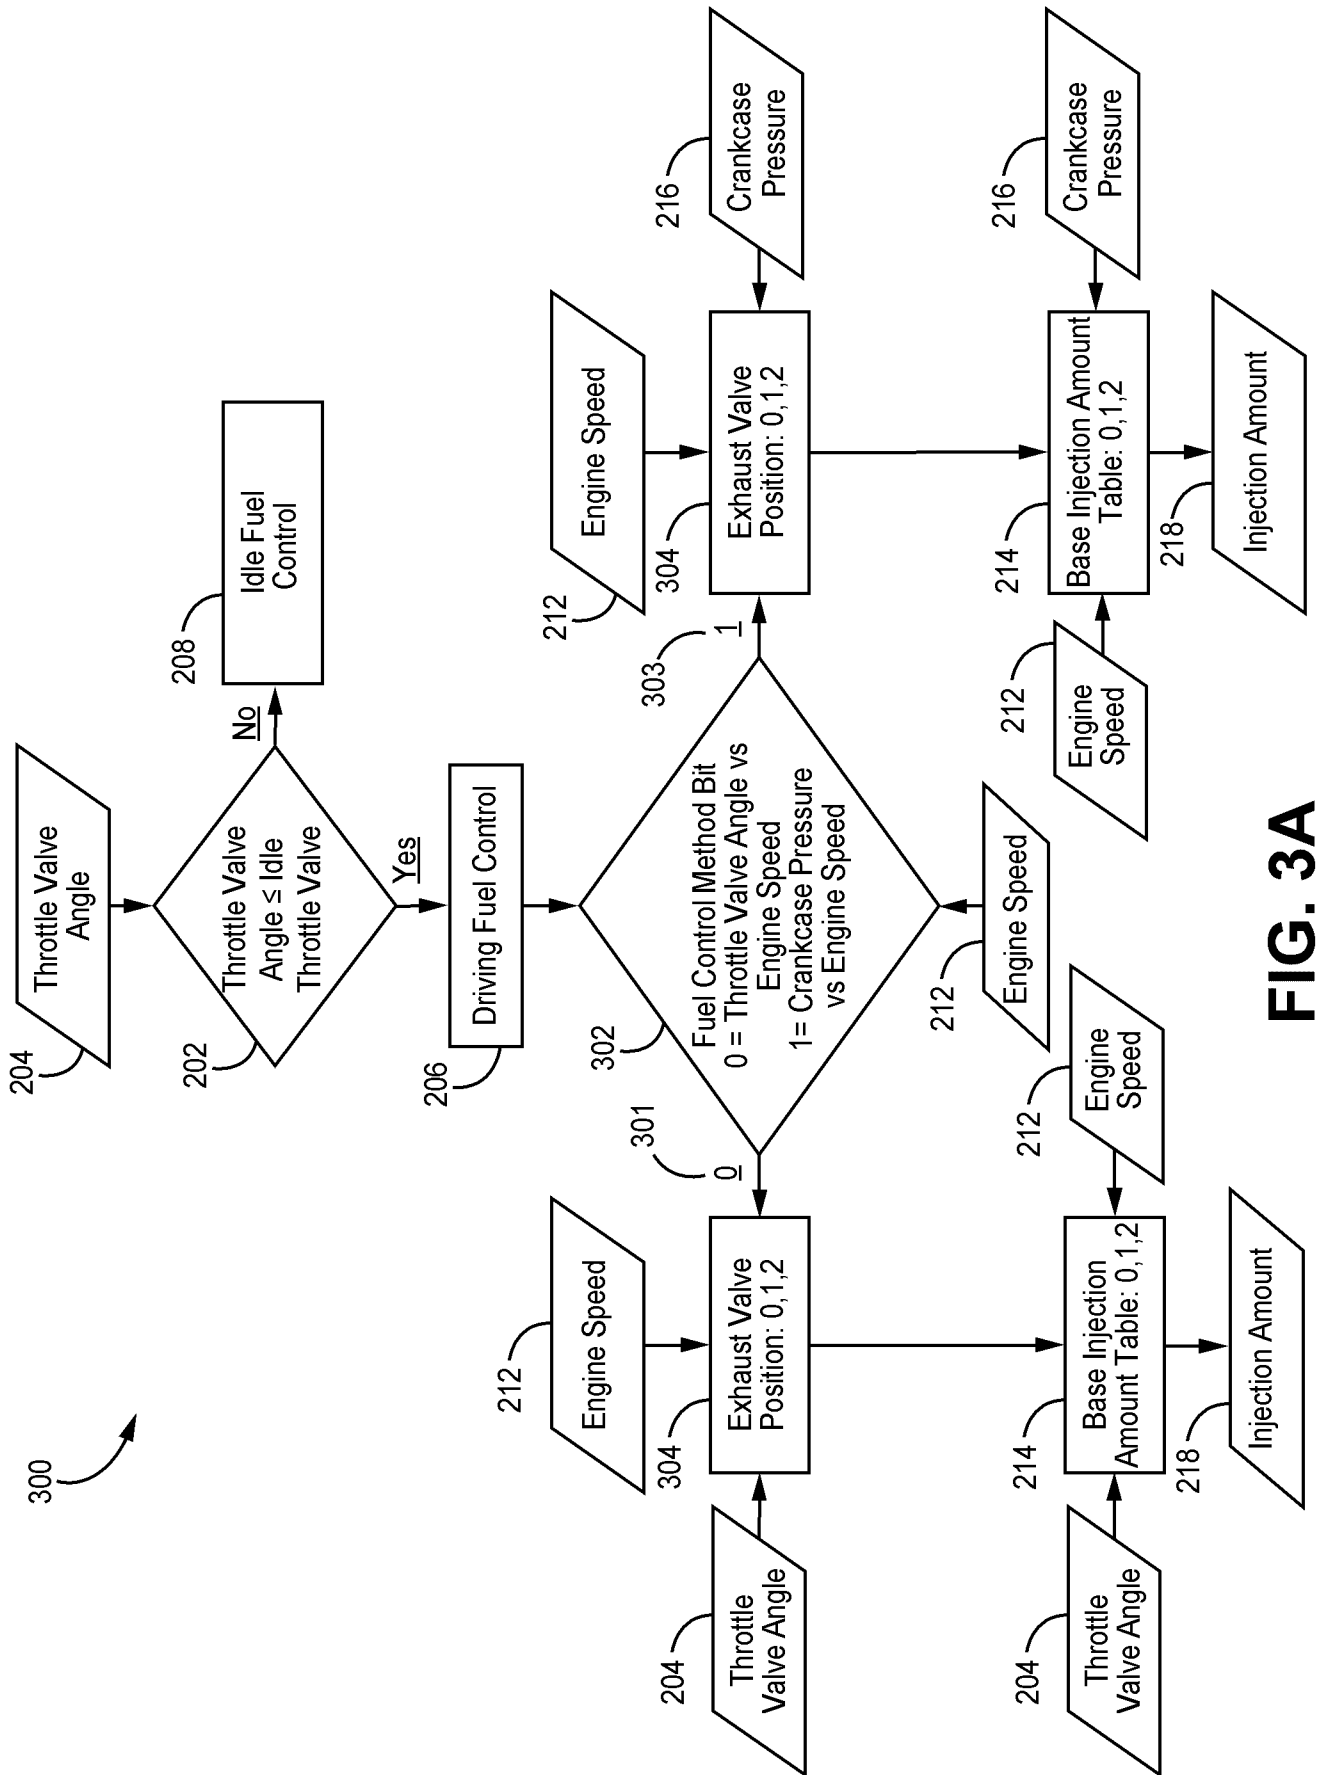 300
204
Throttle Valve
Angle
202
Throttle Valve
Angle ≤ Idle
Throttle Valve
No
208
Idle Fuel
Control
Yes
206
Driving Fuel Control
302
Fuel Control Method Bit
0 = Throttle Valve Angle vs
Engine Speed
1= Crankcase Pressure
vs Engine Speed
301
0
303
1
212
Engine Speed
212
Engine Speed
204
Throttle
Valve Angle
304
Exhaust Valve
Position: 0,1,2
304
Exhaust Valve
Position: 0,1,2
216
Crankcase
Pressure
212
Engine Speed
204
Throttle
Valve Angle
214
Base Injection
Amount Table: 0,1,2
212
Engine
Speed
212
Engine
Speed
214
Base Injection Amount
Table: 0,1,2
216
Crankcase
Pressure
218
Injection Amount
218
Injection Amount
FIG. 3A